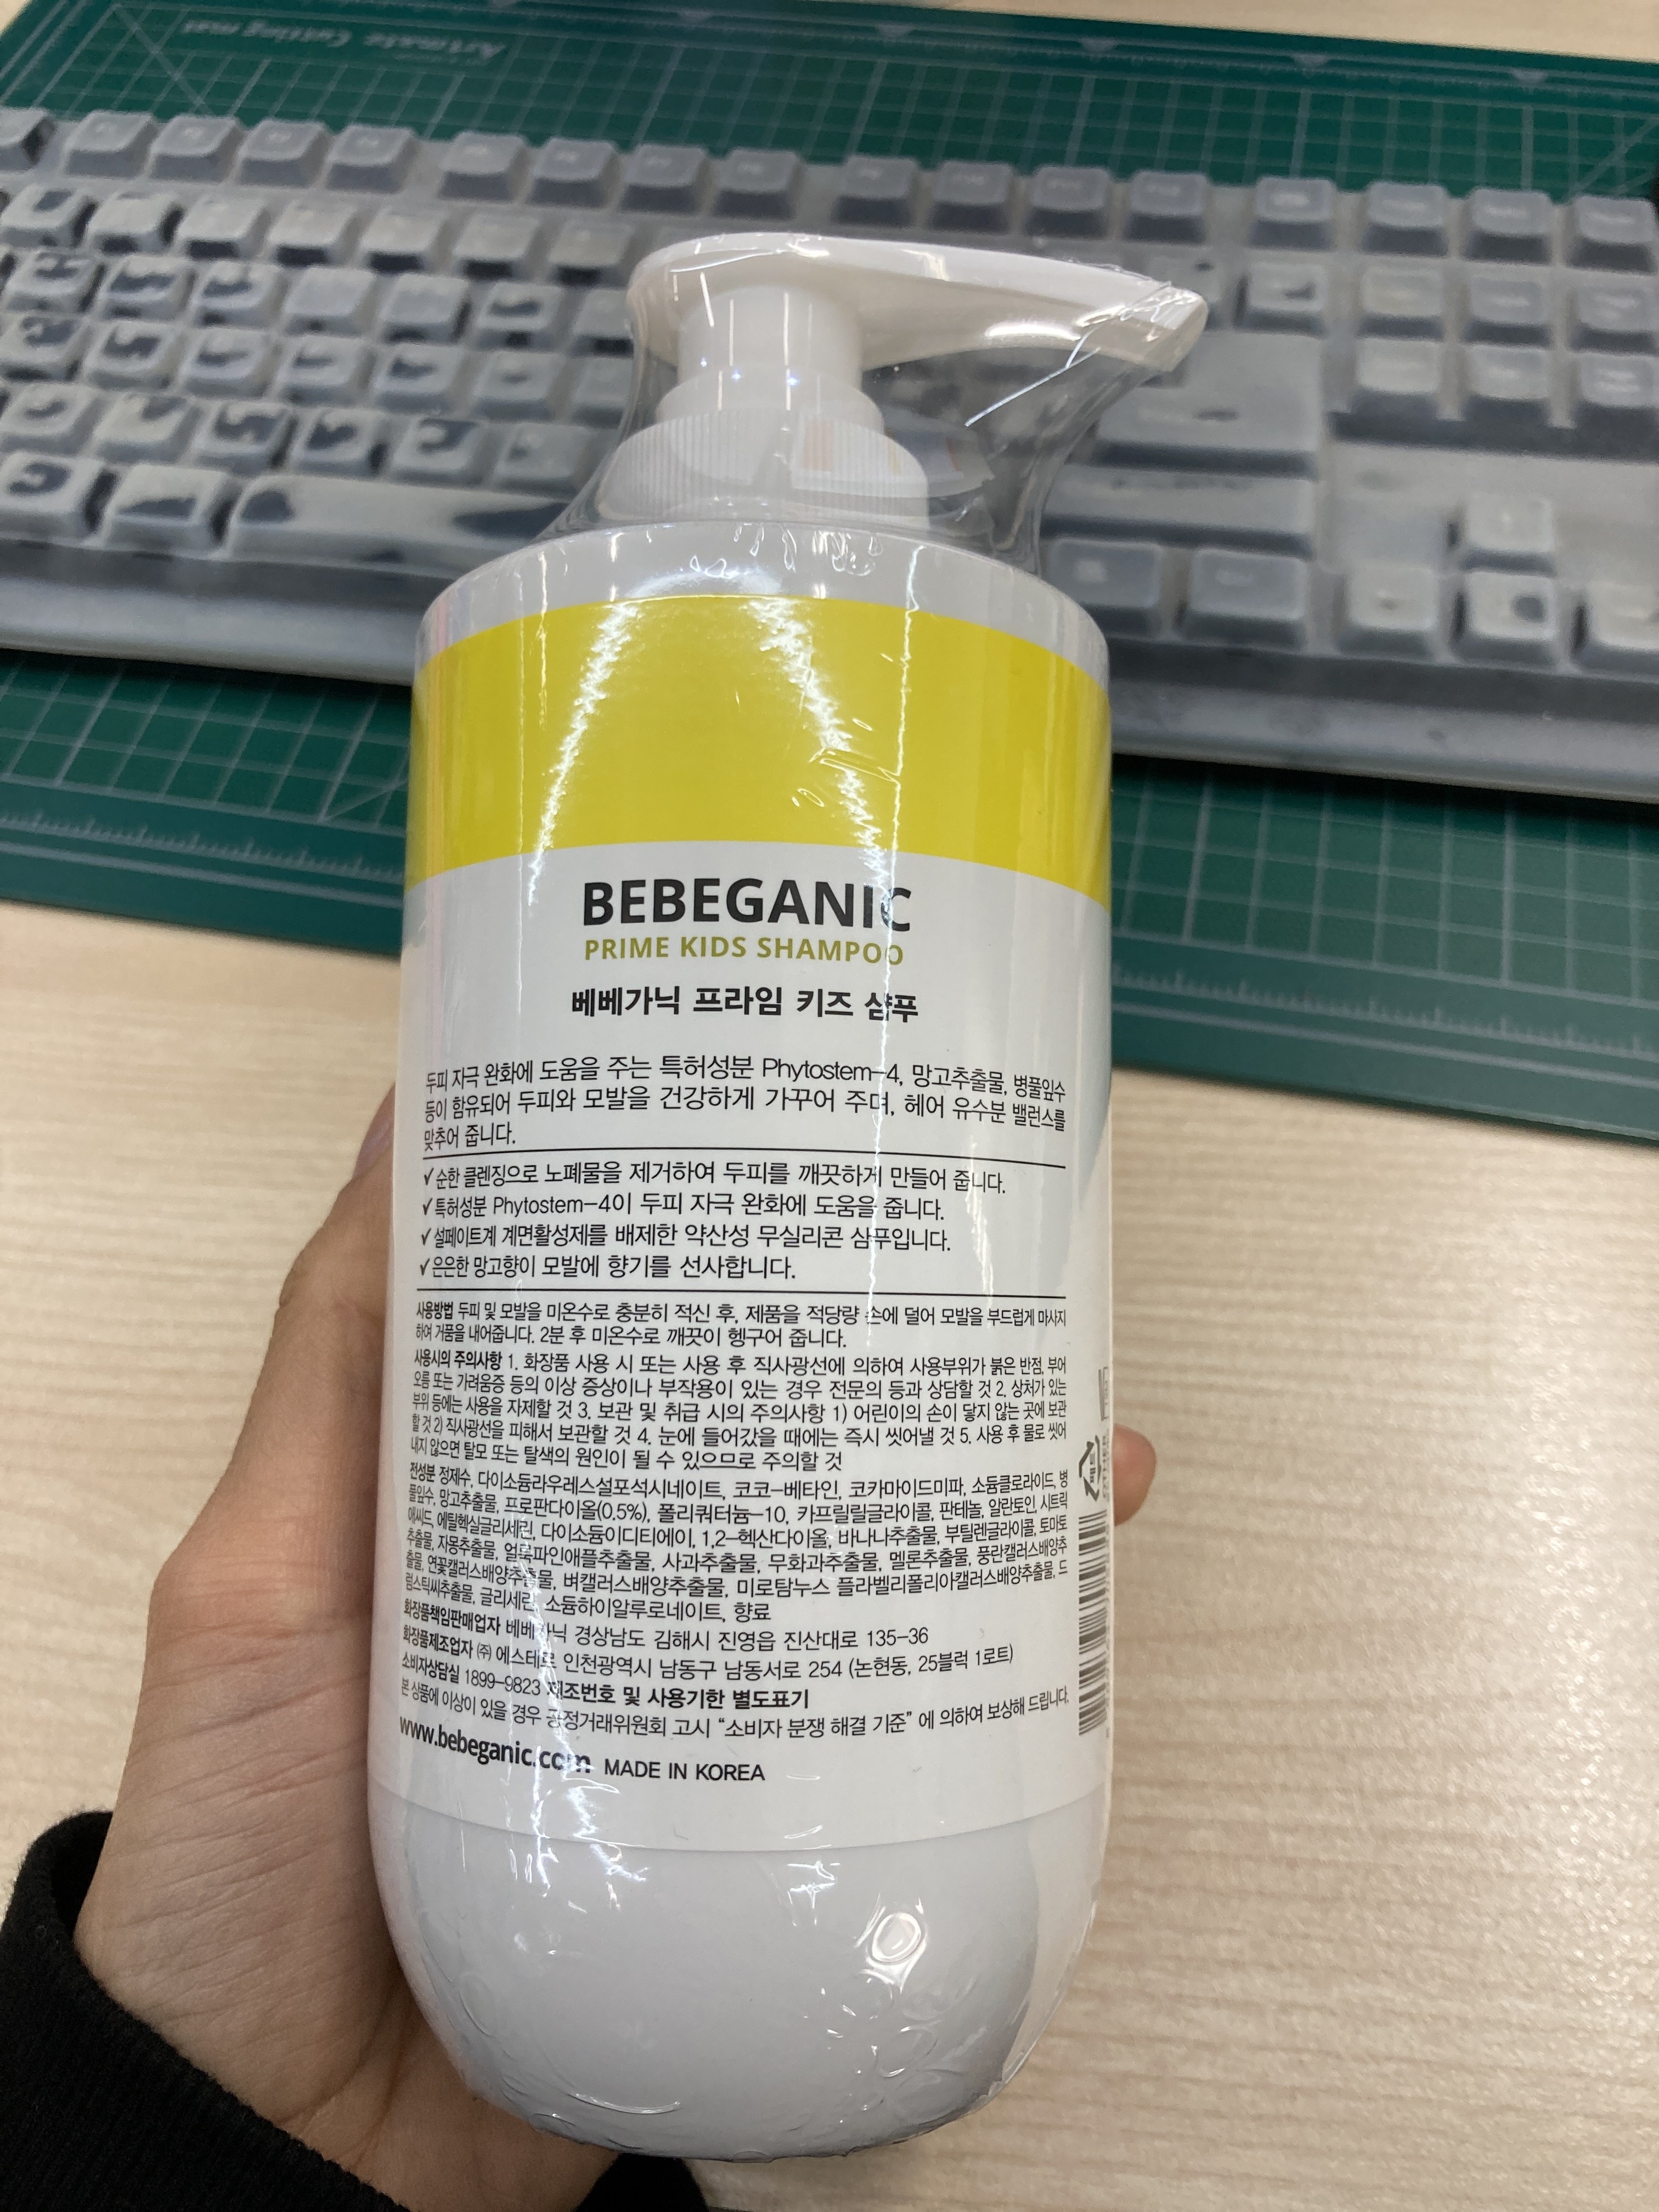 Artmate Cutting mat
BEBEGANIC
PRIME KIDS SHAMPOO
베베가닉 프라임 키즈 샴푸
두피 자극 완화에 도움을 주는 특허성분 Phytostem-4, 망고추출물, 병풀잎수
등이 함유되어 두피와 모발을 건강하게 가꾸어 주며, 헤어 유수분 밸런스를
맞추어 줍니다.
✓순한 클렌징으로 노폐물을 제거하여 두피를 깨끗하게 만들어 줍니다.
✓특허성분 Phytostem-4이 두피 자극 완화에 도움을 줍니다.
✓설페이트계 계면활성제를 배제한 약산성 무실리콘 샴푸입니다.
✓은은한 망고향이 모발에 향기를 선사합니다.
사용방법 두피 및 모발을 미온수로 충분히 적신 후, 제품을 적당량 손에 덜어 모발을 부드럽게 마사지
하여 거품을 내어줍니다. 2분 후 미온수로 깨끗이 헹구어 줍니다.
사용시의 주의사항 1. 화장품 사용 시 또는 사용 후 직사광선에 의하여 사용부위가 붉은 반점, 부어
오름 또는 가려움증 등의 이상 증상이나 부작용이 있는 경우 전문의 등과 상담할 것 2. 상처가 있는
부위 등에는 사용을 자제할 것 3. 보관 및 취급 시의 주의사항 1) 어린이의 손이 닿지 않는 곳에 보관
할 것 2) 직사광선을 피해서 보관할 것 4. 눈에 들어갔을 때에는 즉시 씻어낼 것 5. 사용 후 물로 씻어
내지 않으면 탈모 또는 탈색의 원인이 될 수 있으므로 주의할 것
전성분 정제수, 다이소듐라우레스설포석시네이트, 코코-베타인, 코카마이드미파, 소듐클로라이드, 병
풀잎수, 망고추출물, 프로판다이올(0.5%), 폴리쿼터늄-10, 카프릴릴글라이콜, 판테놀, 알란토인, 시트릭
애씨드, 에틸헥실글리세린, 다이소듐이디티에이, 1,2-헥산다이올, 바나나추출물, 부틸렌글라이콜, 토마토
추출물, 자몽추출물, 얼룩파인애플추출물, 사과추출물, 무화과추출물, 멜론추출물, 풍란캘러스배양추
출물, 연꽃캘러스배양추출물, 벼캘러스배양추출물, 미로탐누스 플라벨리폴리아캘러스배양추출물, 드
럼스틱씨추출물, 글리세린, 소듐하이알루로네이트, 향료
화장품책임판매업자 베베가닉 경상남도 김해시 진영읍 진산대로 135-36
화장품제조업자 ㈜ 에스테르 인천광역시 남동구 남동서로 254 (논현동, 25블럭 1로트)
소비자상담실 1899-9823 제조번호 및 사용기한 별도표기
본 상품에 이상이 있을 경우 공정거래위원회 고시 “소비자 분쟁 해결 기준” 에 의하여 보상해 드립니다.
www.bebeganic.com MADE IN KOREA